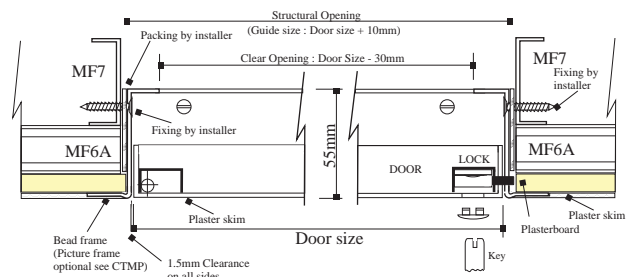 Structural Opening
(Guide size : Door size + 10mm)
Packing by installer
Clear Opening : Door Size - 30mm
MF7
MF7
Fixing by
installer
Fixing by
installer
55mm
MF6A
MF6A
DOOR
LOCK
Plaster skim
Plaster skim
Plasterboard
Bead frame
(Picture frame
optional see CTMP)
Door size
1.5mm Clearance
on all sides
Key